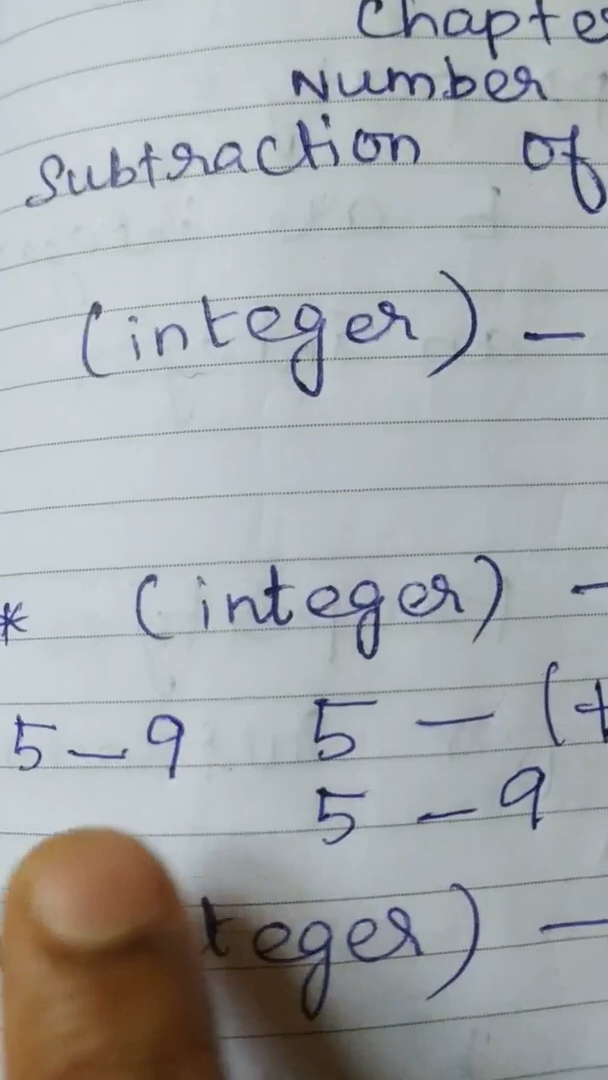 Chapte
Number
Subtraction of
(integer) -
* (integer) -
5 - 9 5 - (+
5 - 9
teger) -